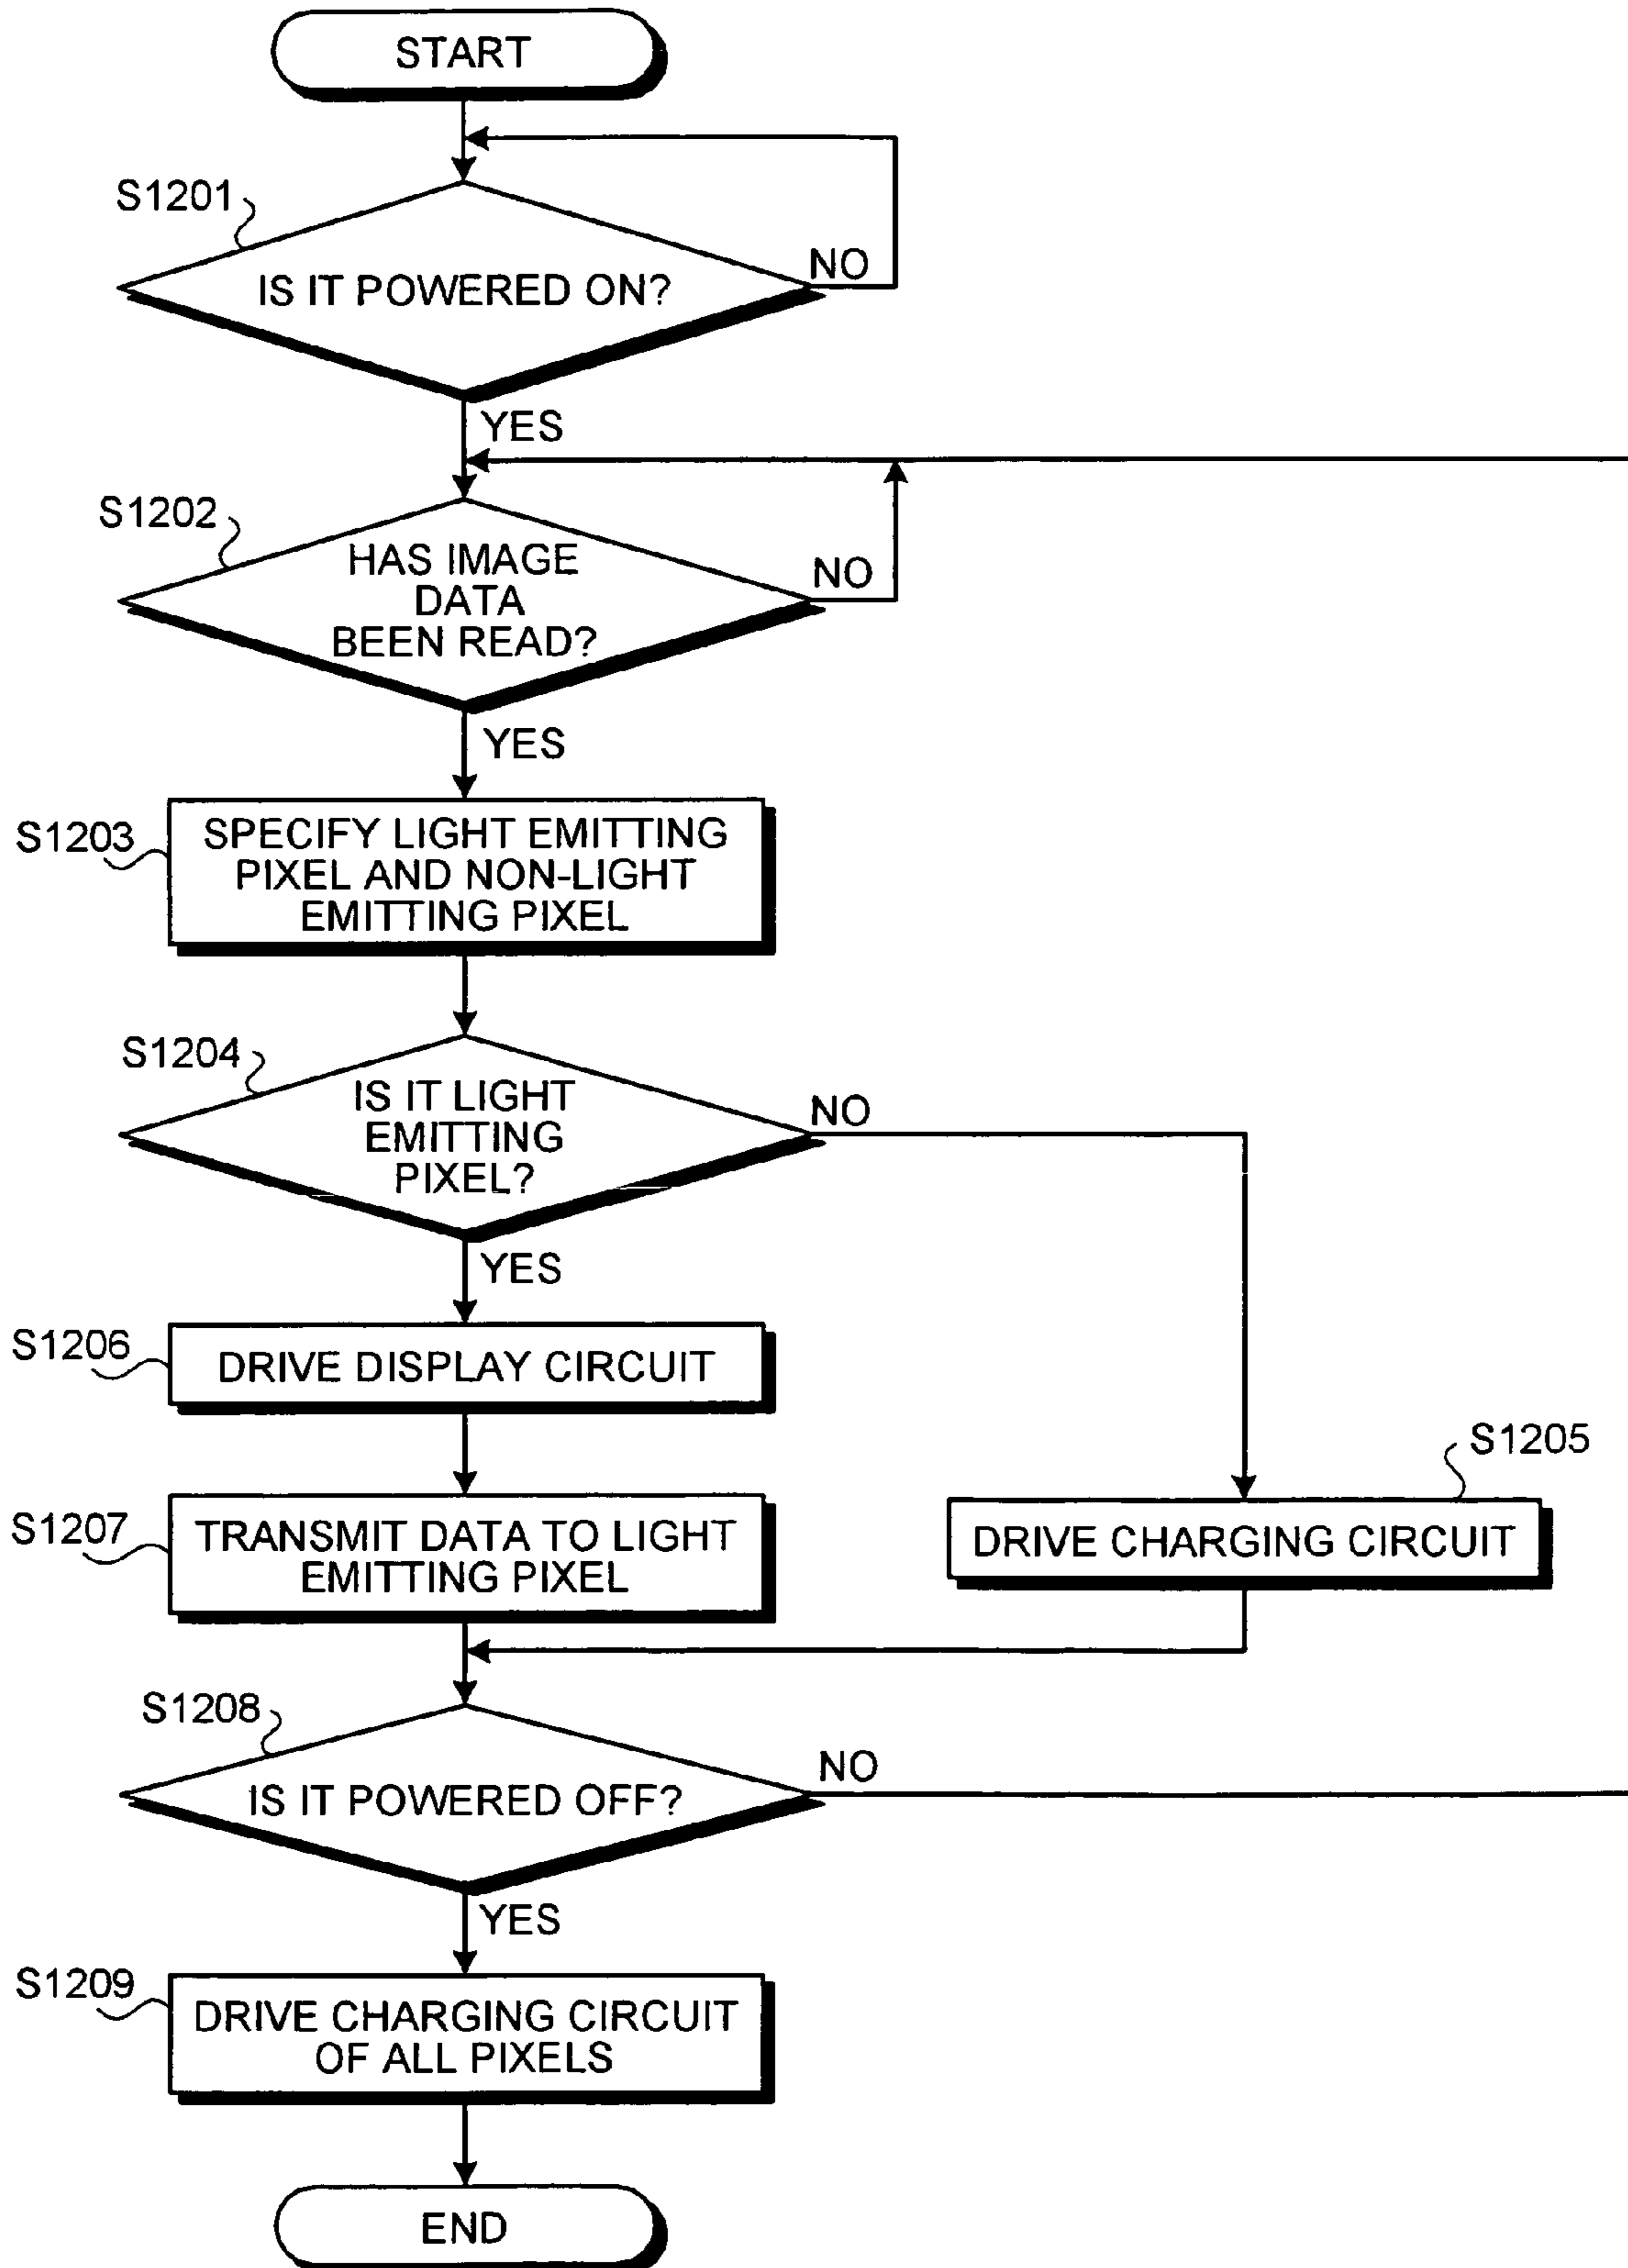 START
S1201
IS IT POWERED ON?
NO
YES
S1202
HAS IMAGE
DATA
BEEN READ?
NO
YES
S1203
SPECIFY LIGHT EMITTING
PIXEL AND NON-LIGHT
EMITTING PIXEL
S1204
IS IT LIGHT
EMITTING
PIXEL?
NO
YES
S1206
DRIVE DISPLAY CIRCUIT
S1205
DRIVE CHARGING CIRCUIT
S1207
TRANSMIT DATA TO LIGHT
EMITTING PIXEL
S1208
IS IT POWERED OFF?
NO
YES
S1209
DRIVE CHARGING CIRCUIT
OF ALL PIXELS
END